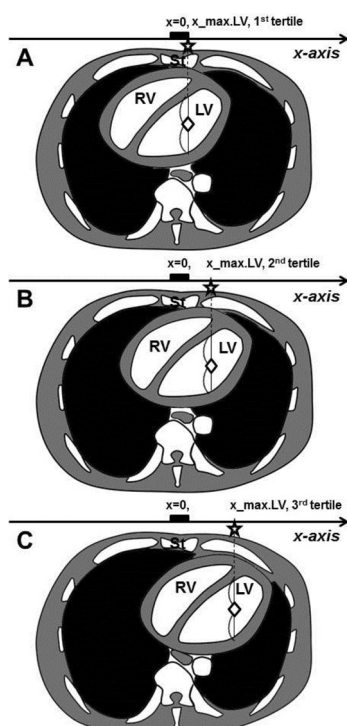 x=0, x_max.LV, 1st tertile
x-axis
A
St
RV
LV
x=0, x_max.LV, 2nd tertile
x-axis
B
St
RV
LV
x=0, x_max.LV, 3rd tertile
x-axis
C
St
RV
LV